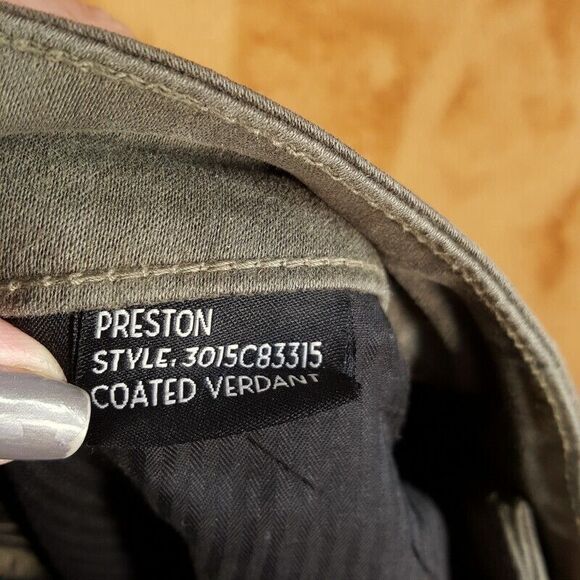 PRESTON
STYLE: 3015C83315
COATED VERDANT